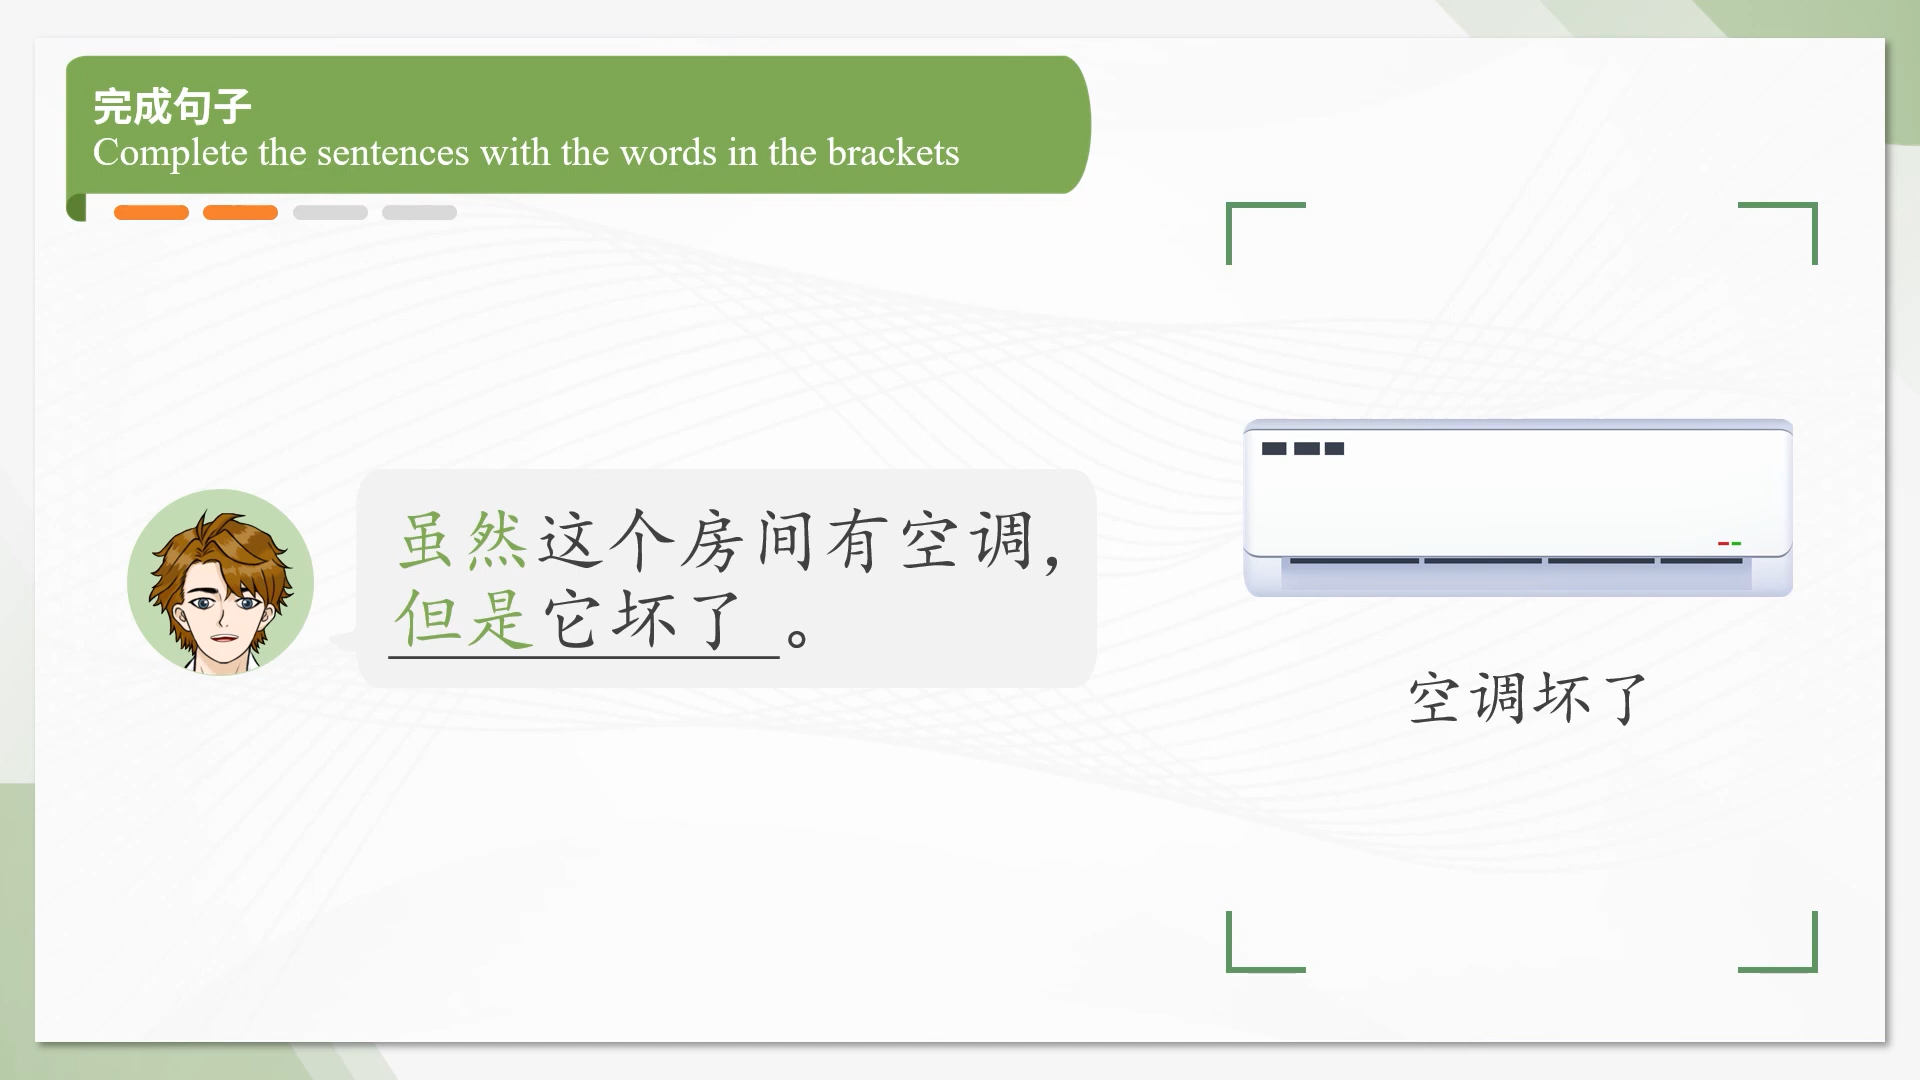 完成句子
Complete the sentences with the words in the brackets
虽然这个房间有空调，
但是它坏了 。
空调坏了